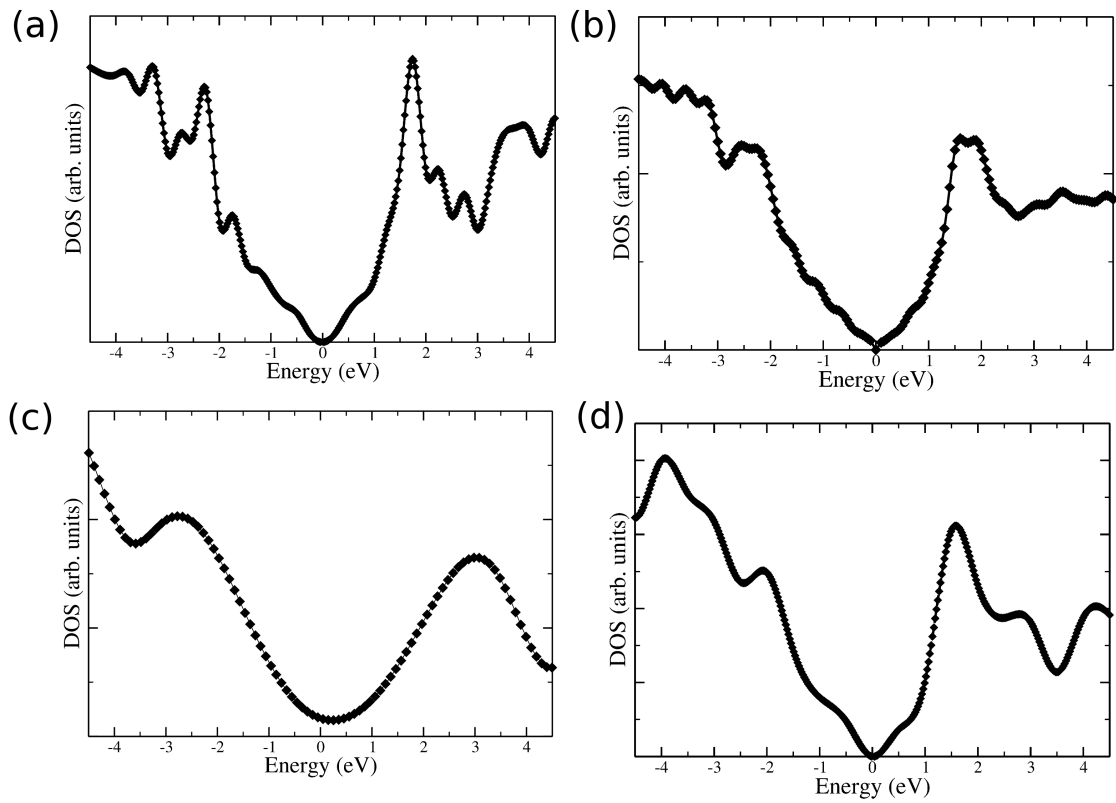 (a)
DOS (arb. units)
-4 -3 -2 -1 0 1 2 3 4
Energy (eV)
(b)
DOS (arb. units)
-4 -3 -2 -1 0 1 2 3 4
Energy (eV)
(c)
DOS (arb. units)
-4 -3 -2 -1 0 1 2 3 4
Energy (eV)
(d)
DOS (arb. units)
-4 -3 -2 -1 0 1 2 3 4
Energy (eV)